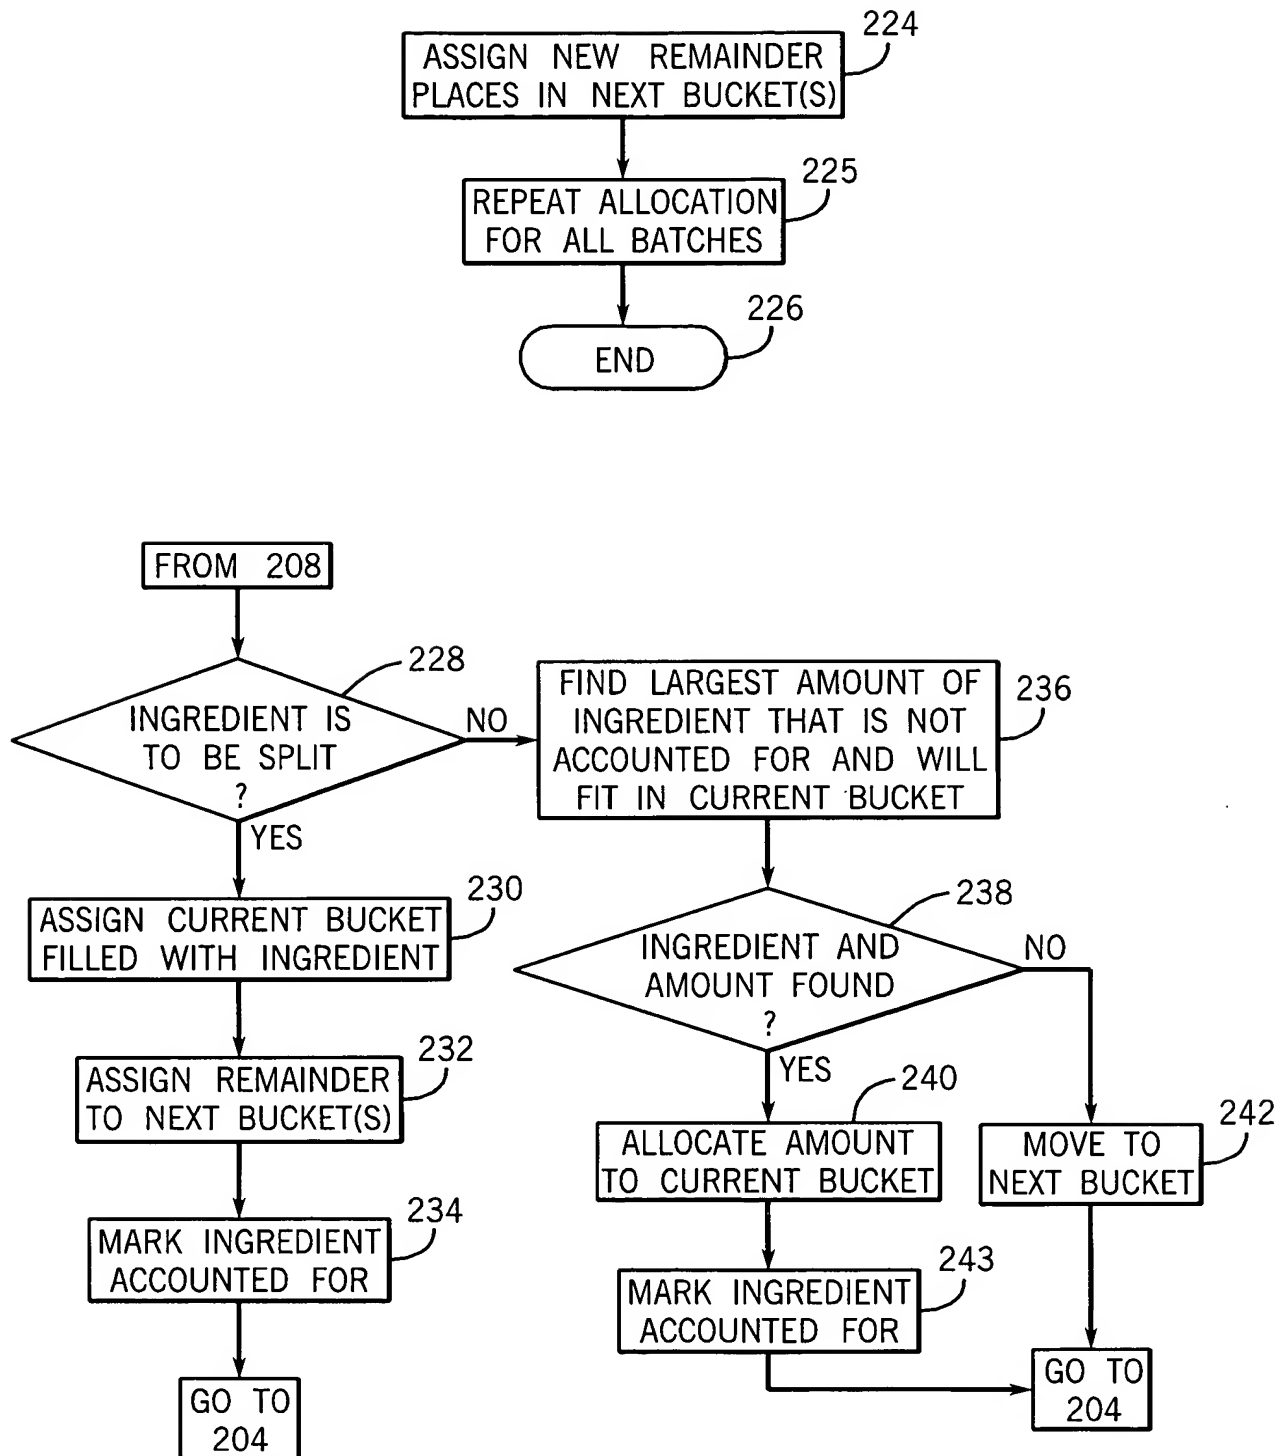 224
ASSIGN NEW REMAINDER
PLACES IN NEXT BUCKET(S)
225
REPEAT ALLOCATION
FOR ALL BATCHES
226
END
FROM 208
228
INGREDIENT IS
TO BE SPLIT
?
NO
YES
236
FIND LARGEST AMOUNT OF
INGREDIENT THAT IS NOT
ACCOUNTED FOR AND WILL
FIT IN CURRENT BUCKET
230
ASSIGN CURRENT BUCKET
FILLED WITH INGREDIENT
238
INGREDIENT AND
AMOUNT FOUND
?
NO
YES
232
ASSIGN REMAINDER
TO NEXT BUCKET(S)
240
ALLOCATE AMOUNT
TO CURRENT BUCKET
242
MOVE TO
NEXT BUCKET
234
MARK INGREDIENT
ACCOUNTED FOR
243
MARK INGREDIENT
ACCOUNTED FOR
GO TO
204
GO TO
204